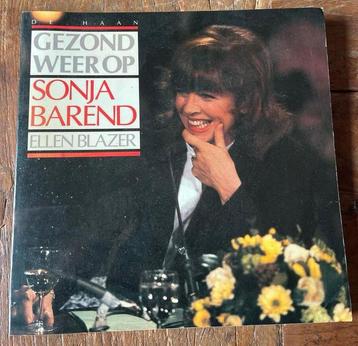 DE HAAN
GEZOND
WEER OP
SONJA
BAREND
ELLEN BLAZER